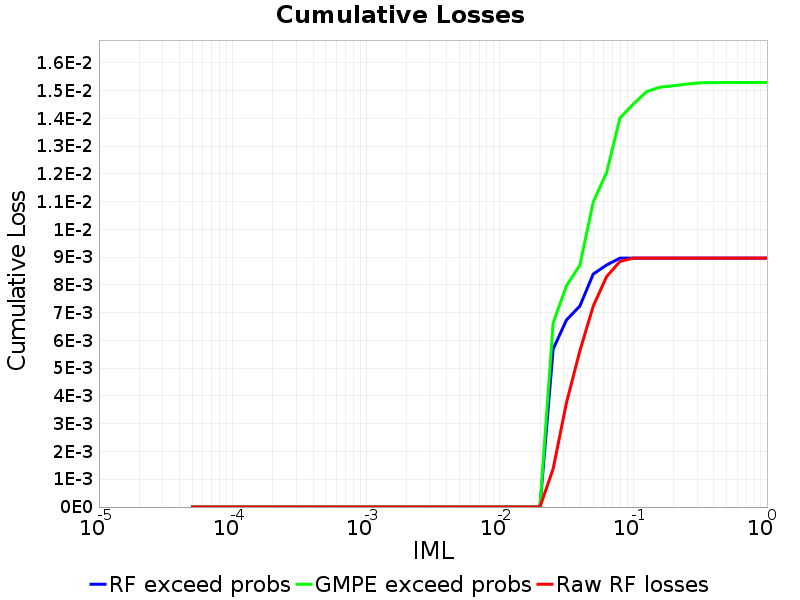 Cumulative Losses
1.6E-2
1.5E-2
1.4E-2
1.3E-2
1.2E-2
1.1E-2
1E-2
9E-3
8E-3
7E-3
6E-3
5E-3
4E-3
3E-3
2E-3
1E-3
0E0
Cumulative Loss
10^-5 10^-4 10^-3 10^-2 10^-1 10^0
IML
RF exceed probs GMPE exceed probs Raw RF losses